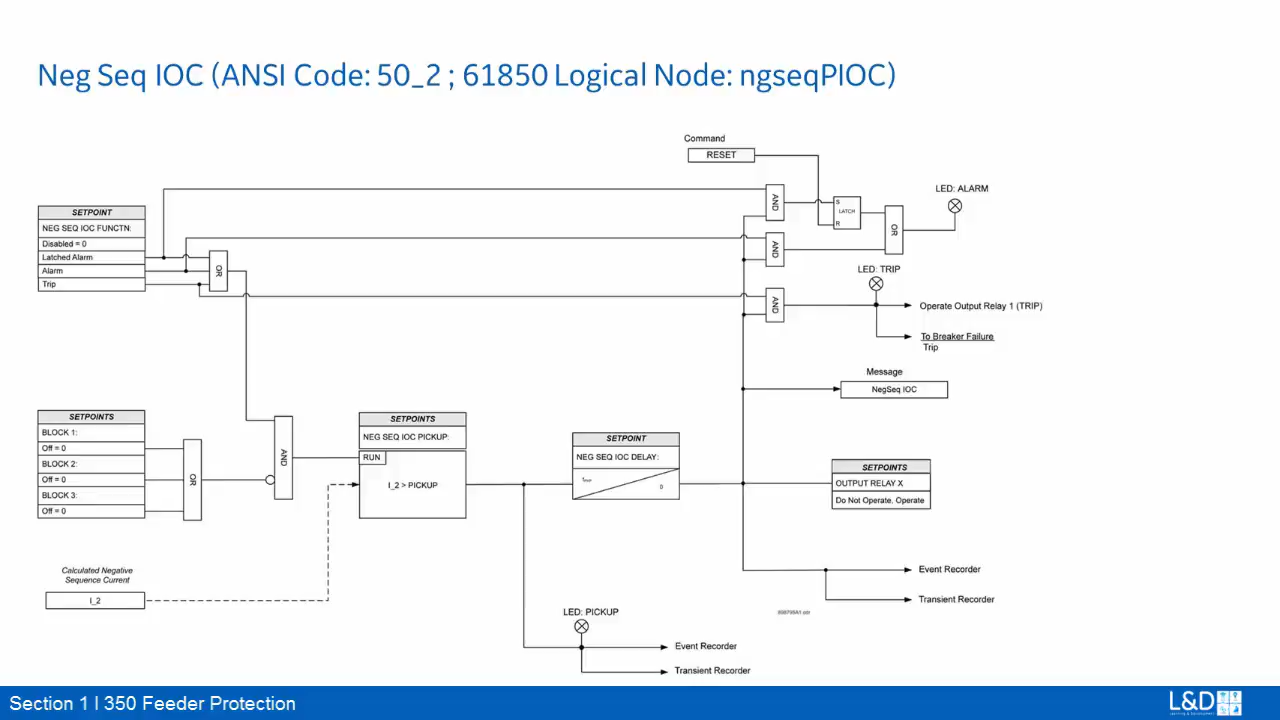 Neg Seq IOC (ANSI Code: 50_2 ; 61850 Logical Node: ngseqPIOC)
Command
RESET
LED: ALARM
AND
S
LATCH
R
OR
SETPOINT
NEG SEQ IOC FUNCTN:
Disabled = 0
Latched Alarm
Alarm
Trip
OR
AND
LED: TRIP
AND
Operate Output Relay 1 (TRIP)
To Breaker Failure
Trip
Message
NegSeq IOC
SETPOINTS
BLOCK 1:
Off = 0
BLOCK 2:
Off = 0
BLOCK 3:
Off = 0
OR
AND
SETPOINTS
NEG SEQ IOC PICKUP:
RUN
I_2 > PICKUP
SETPOINT
NEG SEQ IOC DELAY:
0
SETPOINTS
OUTPUT RELAY X
Do Not Operate, Operate
Calculated Negative
Sequence Current
I_2
Event Recorder
Transient Recorder
LED: PICKUP
Event Recorder
Transient Recorder
Section 1 I 350 Feeder Protection
L&D